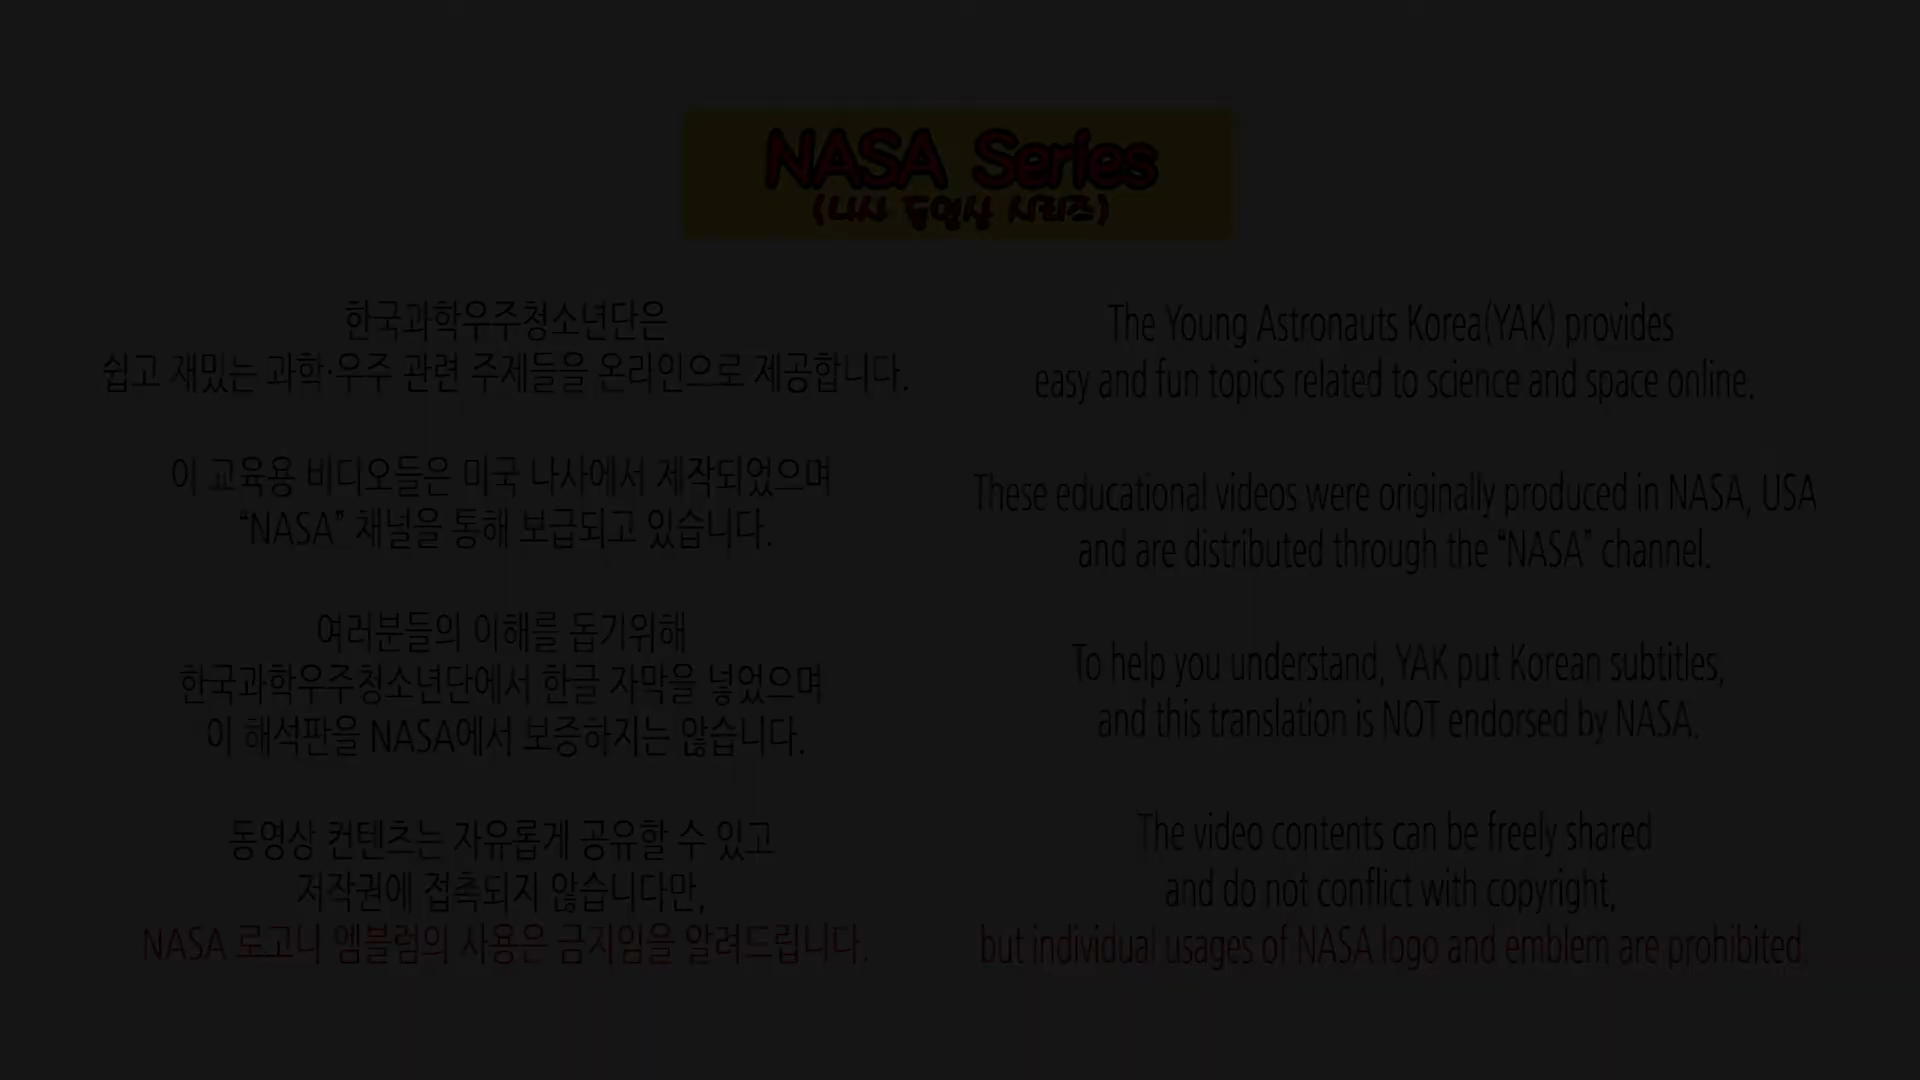 NASA Series
(나사 동영상 시리즈)
한국과학우주청소년단은
쉽고 재밌는 과학·우주 관련 주제들을 온라인으로 제공합니다.
이 교육용 비디오들은 미국 나사에서 제작되었으며
“NASA” 채널을 통해 보급되고 있습니다.
여러분들의 이해를 돕기위해
한국과학우주청소년단에서 한글 자막을 넣었으며
이 해석판을 NASA에서 보증하지는 않습니다.
동영상 컨텐츠는 자유롭게 공유할 수 있고
저작권에 접촉되지 않습니다만,
NASA 로고니 엠블럼의 사용은 금지임을 알려드립니다.
The Young Astronauts Korea(YAK) provides
easy and fun topics related to science and space online.
These educational videos were originally produced in NASA, USA
and are distributed through the “NASA” channel.
To help you understand, YAK put Korean subtitles,
and this translation is NOT endorsed by NASA.
The video contents can be freely shared
and do not conflict with copyright,
but individual usages of NASA logo and emblem are prohibited.